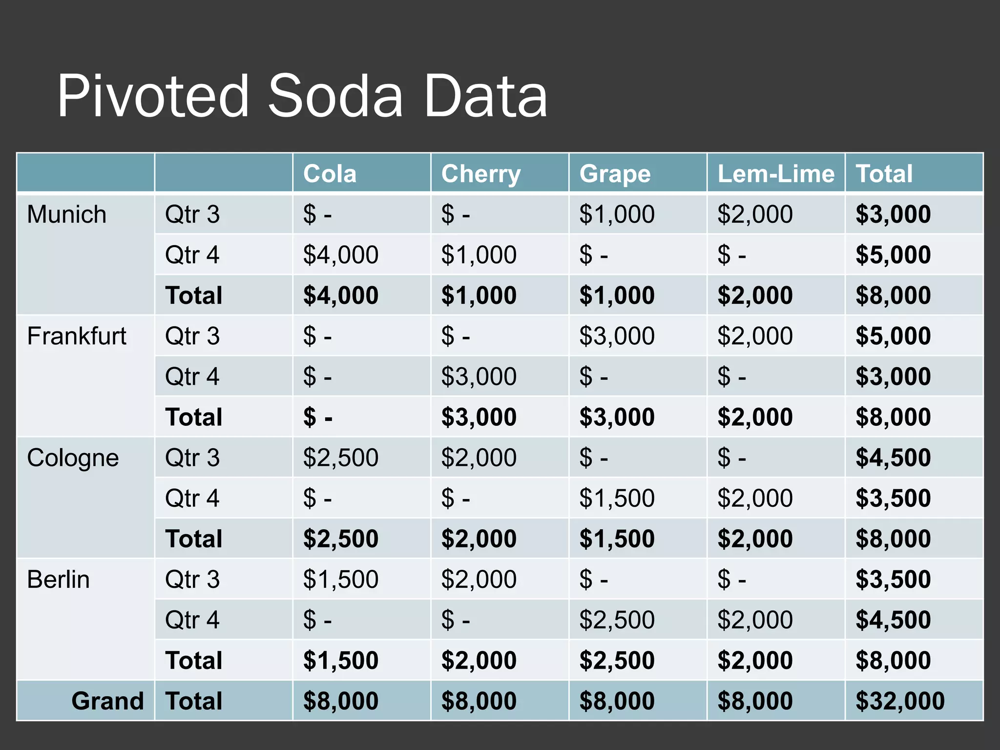 Pivoted Soda Data
Cola Cherry Grape Lem-Lime Total
Munich Qtr 3 $ - $ - $1,000 $2,000 $3,000
Qtr 4 $4,000 $1,000 $ - $ - $5,000
Total $4,000 $1,000 $1,000 $2,000 $8,000
Frankfurt Qtr 3 $ - $ - $3,000 $2,000 $5,000
Qtr 4 $ - $3,000 $ - $ - $3,000
Total $ - $3,000 $3,000 $2,000 $8,000
Cologne Qtr 3 $2,500 $2,000 $ - $ - $4,500
Qtr 4 $ - $ - $1,500 $2,000 $3,500
Total $2,500 $2,000 $1,500 $2,000 $8,000
Berlin Qtr 3 $1,500 $2,000 $ - $ - $3,500
Qtr 4 $ - $ - $2,500 $2,000 $4,500
Total $1,500 $2,000 $2,500 $2,000 $8,000
Grand Total $8,000 $8,000 $8,000 $8,000 $32,000